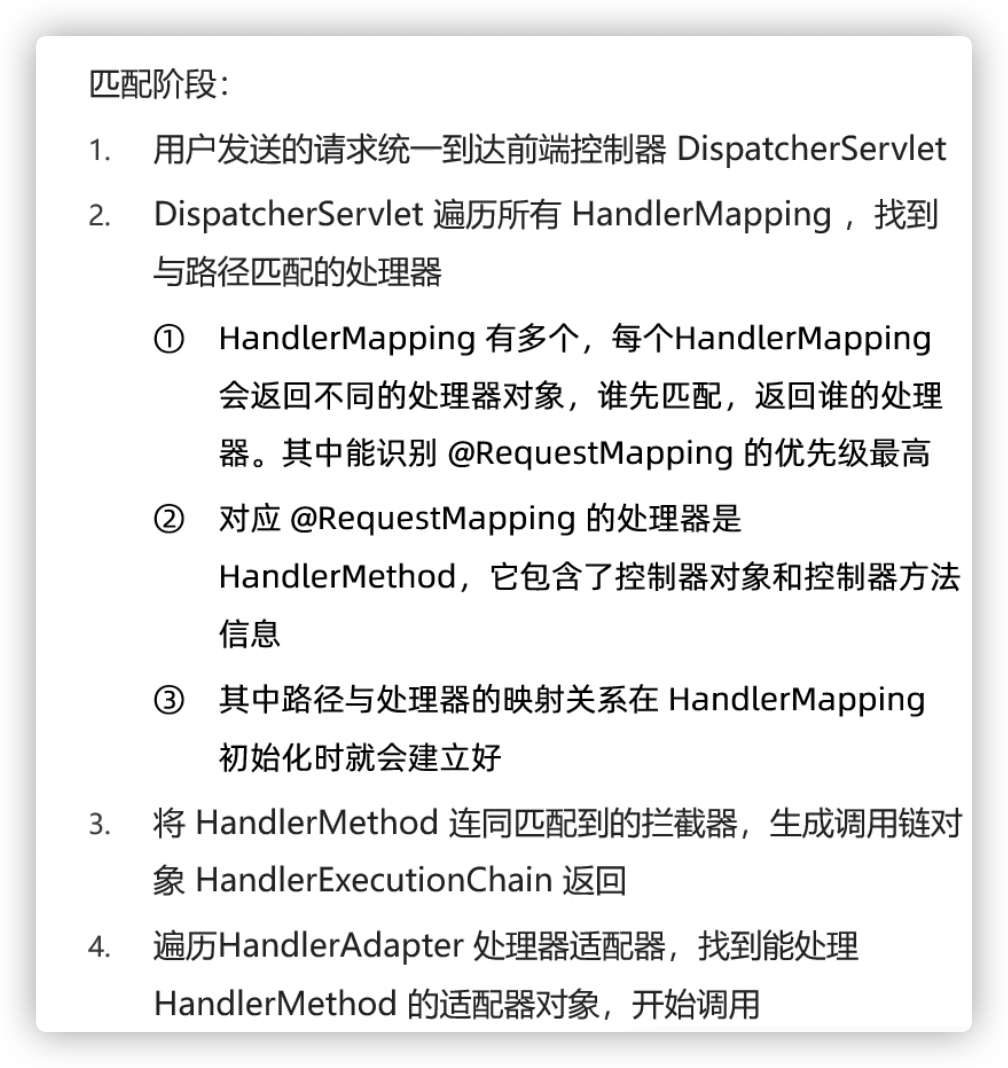 匹配阶段：
1. 用户发送的请求统一到达前端控制器 DispatcherServlet
2. DispatcherServlet 遍历所有 HandlerMapping ，找到
与路径匹配的处理器
① HandlerMapping 有多个，每个HandlerMapping
会返回不同的处理器对象，谁先匹配，返回谁的处理
器。其中能识别 @RequestMapping 的优先级最高
② 对应 @RequestMapping 的处理器是
HandlerMethod，它包含了控制器对象和控制器方法
信息
③ 其中路径与处理器的映射关系在 HandlerMapping
初始化时就会建立好
3. 将 HandlerMethod 连同匹配到的拦截器，生成调用链对
象 HandlerExecutionChain 返回
4. 遍历HandlerAdapter 处理器适配器，找到能处理
HandlerMethod 的适配器对象，开始调用